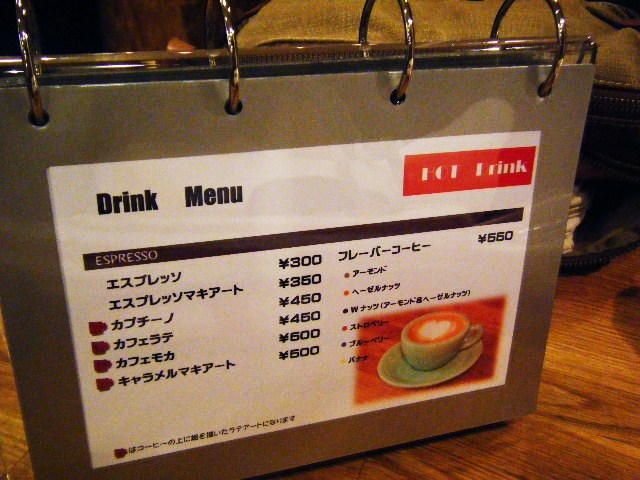 HOT Drink
Drink Menu
ESPRESSO
エスプレッソ ¥300
エスプレッソマキアート ¥350
カプチーノ ¥450
カフェラテ ¥450
カフェモカ ¥500
キャラメルマキアート ¥500
フレーバーコーヒー ¥550
アーモンド
ヘーゼルナッツ
Wナッツ(アーモンド&ヘーゼルナッツ)
ストロベリー
ブルーベリー
バナナ
はコーヒーの上に絵を描いたラテアートになります